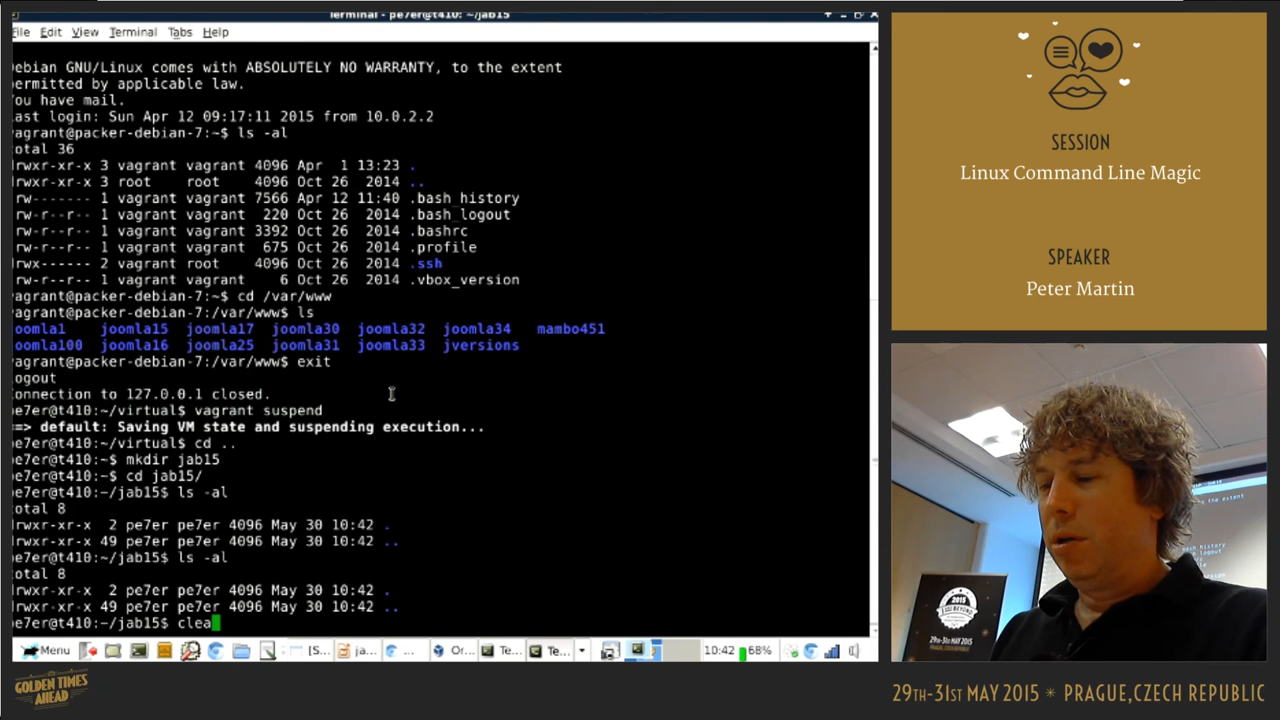 Terminal - pe7er@t410: ~/jab15
File Edit View Terminal Tabs Help
Debian GNU/Linux comes with ABSOLUTELY NO WARRANTY, to the extent
permitted by applicable law.
You have mail.
Last login: Sun Apr 12 09:17:11 2015 from 10.0.2.2
vagrant@packer-debian-7:~$ ls -al
total 36
drwxr-xr-x 3 vagrant vagrant 4096 Apr 1 13:23 .
drwxr-xr-x 3 root root 4096 Oct 26 2014 ..
-rw------- 1 vagrant vagrant 7566 Apr 12 11:40 .bash_history
-rw-r--r-- 1 vagrant vagrant 220 Oct 26 2014 .bash_logout
-rw-r--r-- 1 vagrant vagrant 3392 Oct 26 2014 .bashrc
-rw-r--r-- 1 vagrant vagrant 675 Oct 26 2014 .profile
drwx------ 2 vagrant root 4096 Oct 26 2014 .ssh
-rw-r--r-- 1 vagrant vagrant 6 Oct 26 2014 .vbox_version
vagrant@packer-debian-7:~$ cd /var/www
vagrant@packer-debian-7:/var/www$ ls
joomla1 joomla15 joomla17 joomla30 joomla32 joomla34 mambo451
joomla100 joomla16 joomla25 joomla31 joomla33 jversions
vagrant@packer-debian-7:/var/www$ exit
logout
Connection to 127.0.0.1 closed.
pe7er@t410:~/virtual$ vagrant suspend
==> default: Saving VM state and suspending execution...
pe7er@t410:~/virtual$ cd ..
pe7er@t410:~$ mkdir jab15
pe7er@t410:~$ cd jab15/
pe7er@t410:~/jab15$ ls -al
total 8
drwxr-xr-x 2 pe7er pe7er 4096 May 30 10:42 .
drwxr-xr-x 49 pe7er pe7er 4096 May 30 10:42 ..
pe7er@t410:~/jab15$ ls -al
total 8
drwxr-xr-x 2 pe7er pe7er 4096 May 30 10:42 .
drwxr-xr-x 49 pe7er pe7er 4096 May 30 10:42 ..
pe7er@t410:~/jab15$ clea
Menu [S... ja... ... Or... Te... Te... 10:42 68%
SESSION
Linux Command Line Magic
SPEAKER
Peter Martin
2015
29th-31st MAY 2015
GOLDEN TIMES
AHEAD
29TH-31ST MAY 2015 * PRAGUE,CZECH REPUBLIC